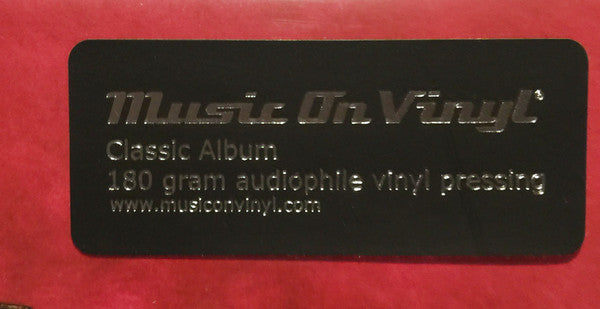 Music On Vinyl®
Classic Album
180 gram audiophile vinyl pressing
www.musiconvinyl.com